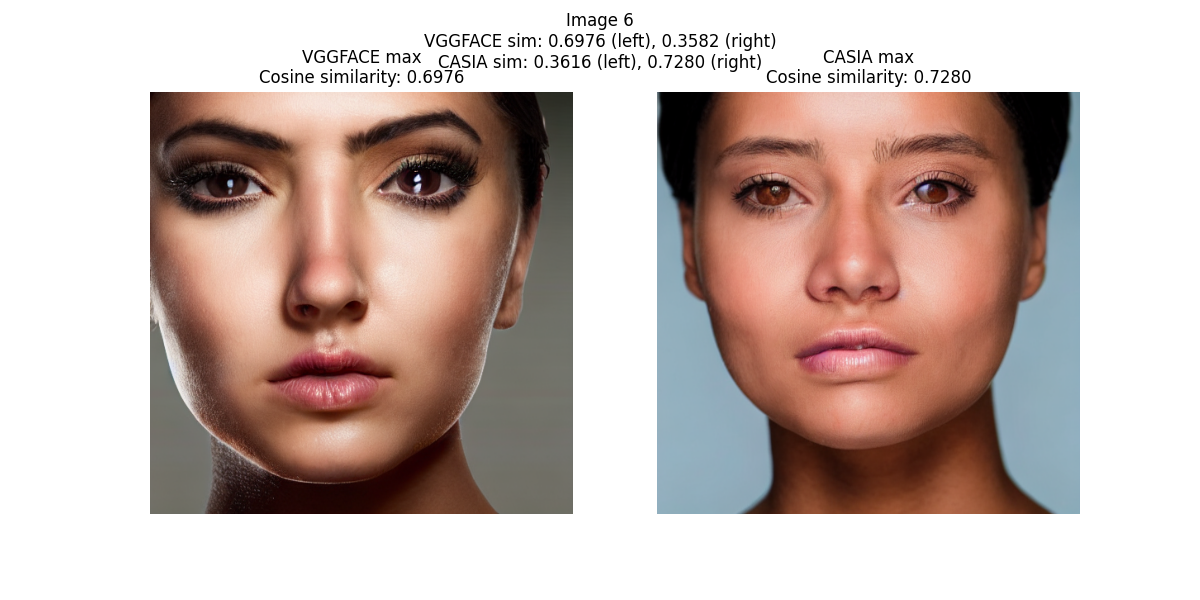 Image 6
VGGFACE sim: 0.6976 (left), 0.3582 (right)
CASIA sim: 0.3616 (left), 0.7280 (right)
VGGFACE max
Cosine similarity: 0.6976
CASIA max
Cosine similarity: 0.7280